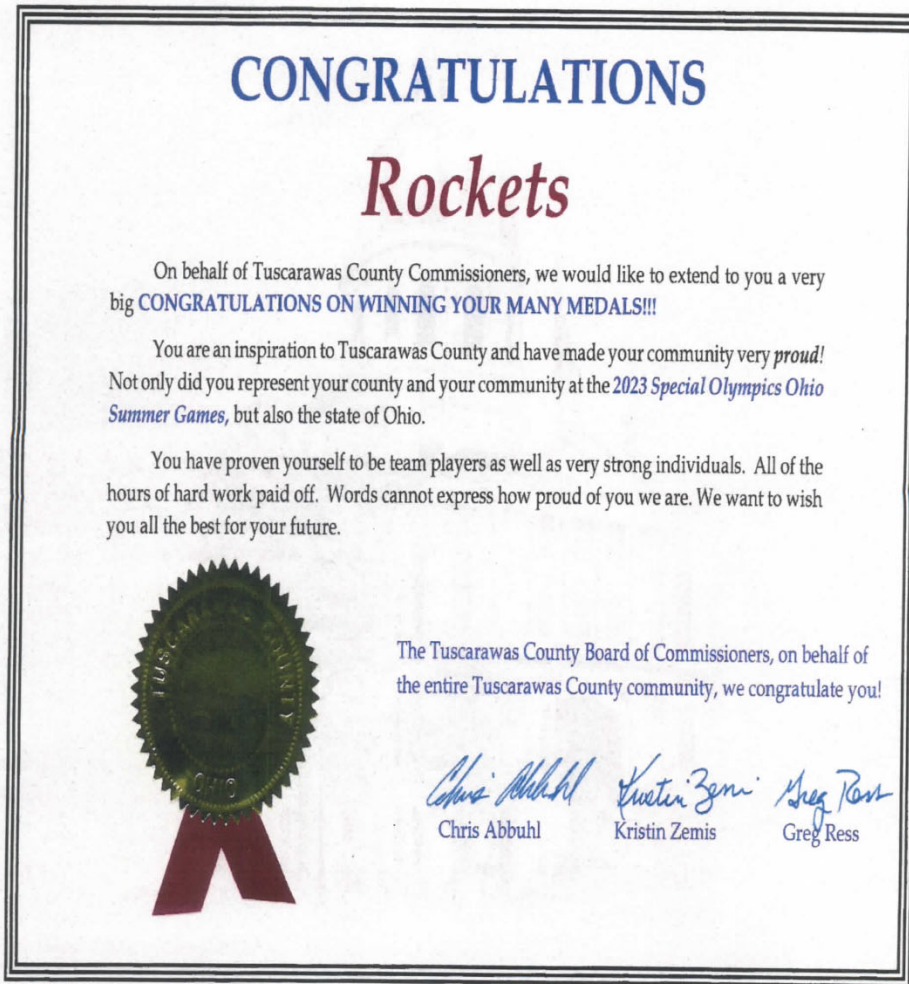 CONGRATULATIONS
Rockets
On behalf of Tuscarawas County Commissioners, we would like to extend to you a very
big CONGRATULATIONS ON WINNING YOUR MANY MEDALS!!!
You are an inspiration to Tuscarawas County and have made your community very proud!
Not only did you represent your county and your community at the 2023 Special Olympics Ohio
Summer Games, but also the state of Ohio.
You have proven yourself to be team players as well as very strong individuals. All of the
hours of hard work paid off. Words cannot express how proud of you we are. We want to wish
you all the best for your future.
TUSCARAWAS COUNTY
OHIO
The Tuscarawas County Board of Commissioners, on behalf of
the entire Tuscarawas County community, we congratulate you!
Chris Abbuhl Kristin Zemis Greg Ress
Chris Abbuhl Kristin Zemis Greg Ress